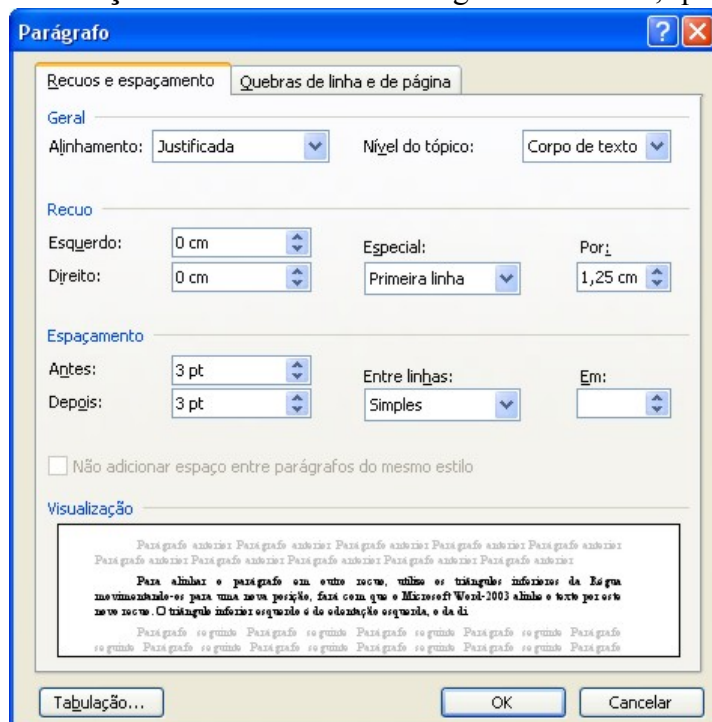 Parágrafo
Recuos e espaçamento Quebras de linha e de página
Geral
Alinhamento: Justificada Nível do tópico: Corpo de texto
Recuo
Esquerdo: 0 cm Especial: Por:
Direito: 0 cm Primeira linha 1,25 cm
Espaçamento
Antes: 3 pt Entre linhas: Em:
Depois: 3 pt Simples
Não adicionar espaço entre parágrafos do mesmo estilo
Visualização
Parágrafo anterior Parágrafo anterior Parágrafo anterior Parágrafo anterior Parágrafo anterior
Parágrafo anterior Parágrafo anterior Parágrafo anterior Parágrafo anterior Parágrafo anterior
Para alinhar o parágrafo em outro recuo, utilize os triângulos inferiores da Régua
movimentando-os para uma nova posição, fará com que o Microsoft Word-2003 alinhe o texto por este
novo recuo. O triângulo inferior esquerdo é de edentação esquerda, e da di
Parágrafo seguinte Parágrafo seguinte Parágrafo seguinte Parágrafo seguinte Parágrafo
seguinte Parágrafo seguinte Parágrafo seguinte Parágrafo seguinte Parágrafo seguinte Parágrafo
Tabulação... OK Cancelar